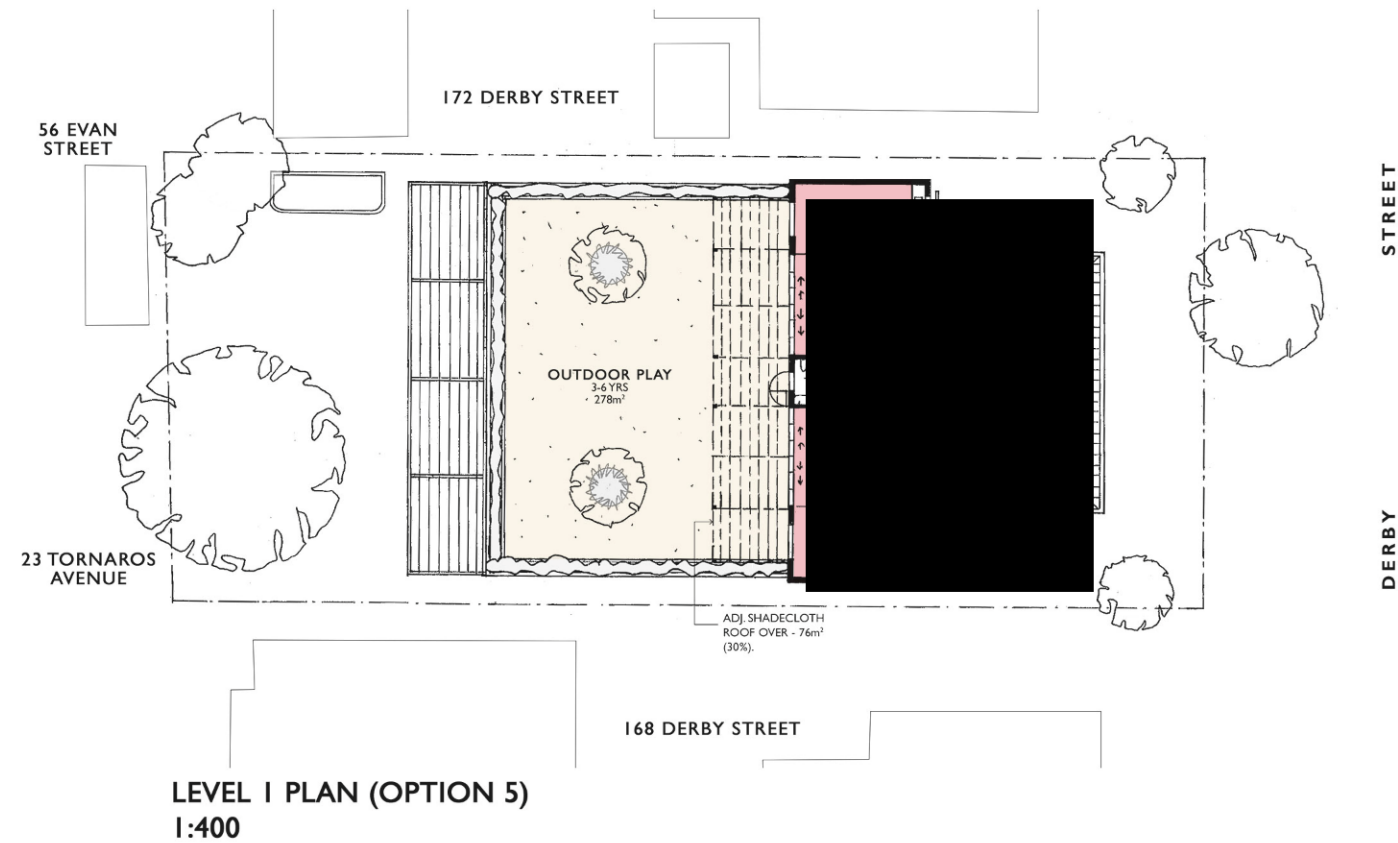 172 DERBY STREET
56 EVAN
STREET
STREET
OUTDOOR PLAY
3-6 YRS
278m²
23 TORNAROS
AVENUE
DERBY
ADJ. SHADECLOTH
ROOF OVER - 76m²
(30%).
168 DERBY STREET
LEVEL 1 PLAN (OPTION 5)
1:400